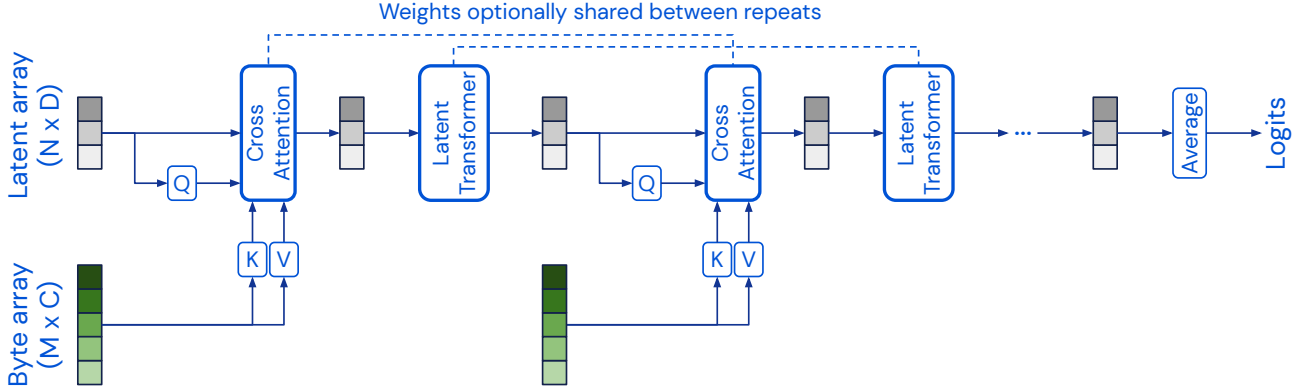 Weights optionally shared between repeats
Latent array
(N x D)
Q
Cross
Attention
Latent
Transformer
Q
Cross
Attention
Latent
Transformer
...
Average
Logits
Byte array
(M x C)
K
V
K
V